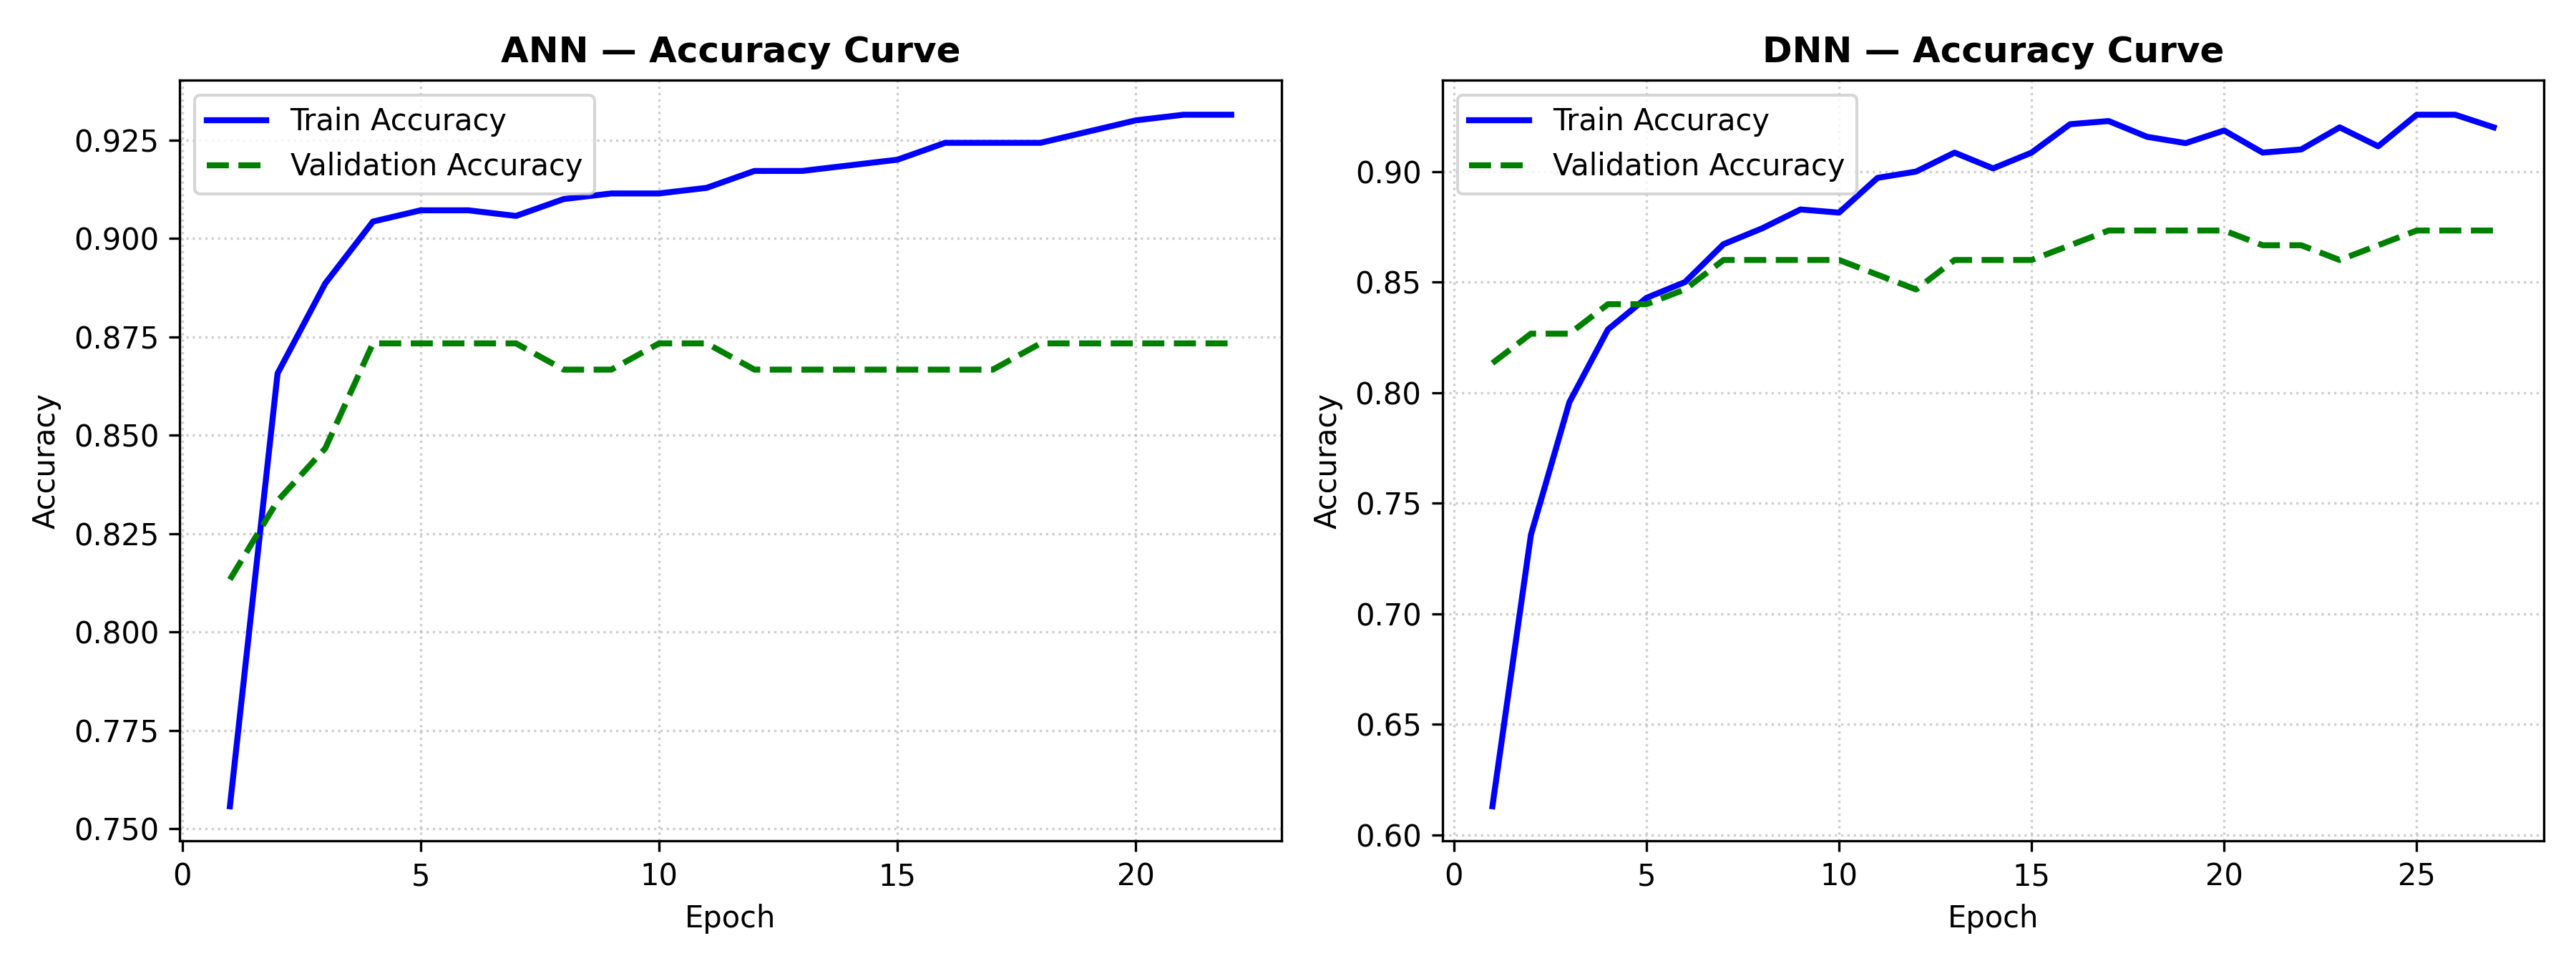 ANN — Accuracy Curve
Train Accuracy
Validation Accuracy
0.925
0.900
0.875
0.850
0.825
0.800
0.775
0.750
Accuracy
0 5 10 15 20
Epoch
DNN — Accuracy Curve
Train Accuracy
Validation Accuracy
0.90
0.85
0.80
0.75
0.70
0.65
0.60
Accuracy
0 5 10 15 20 25
Epoch